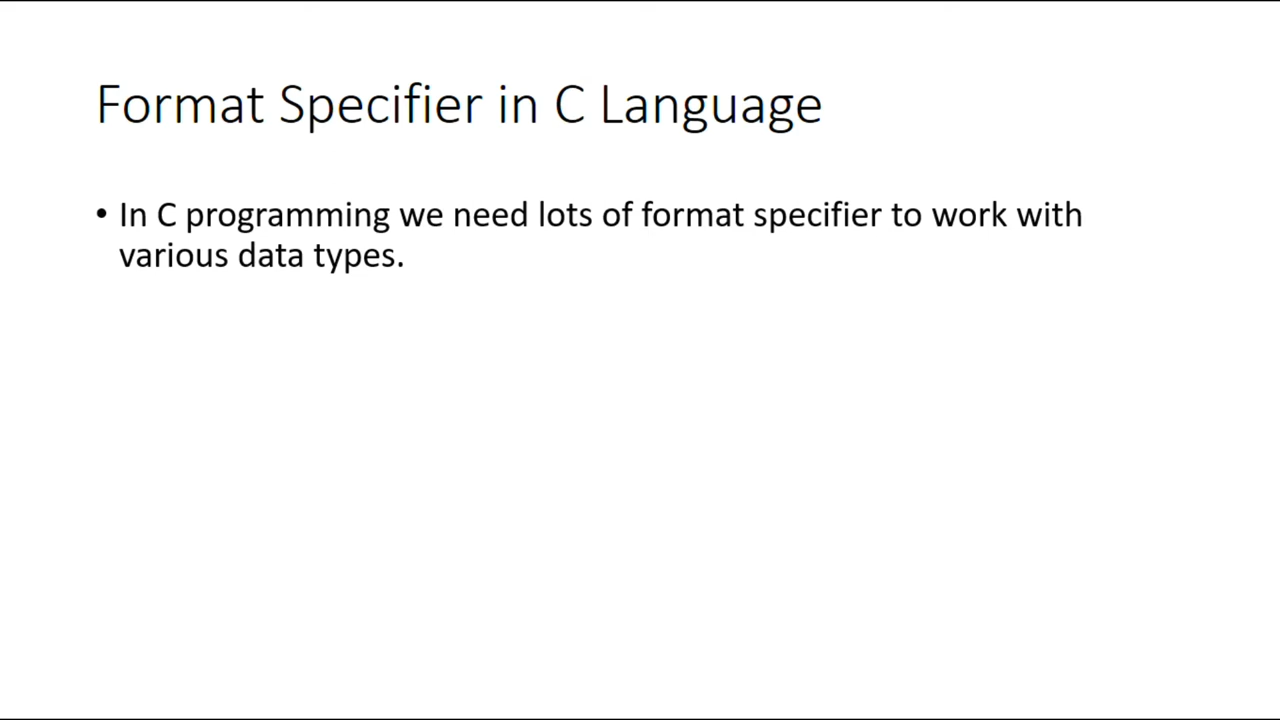 Format Specifier in C Language
• In C programming we need lots of format specifier to work with
various data types.